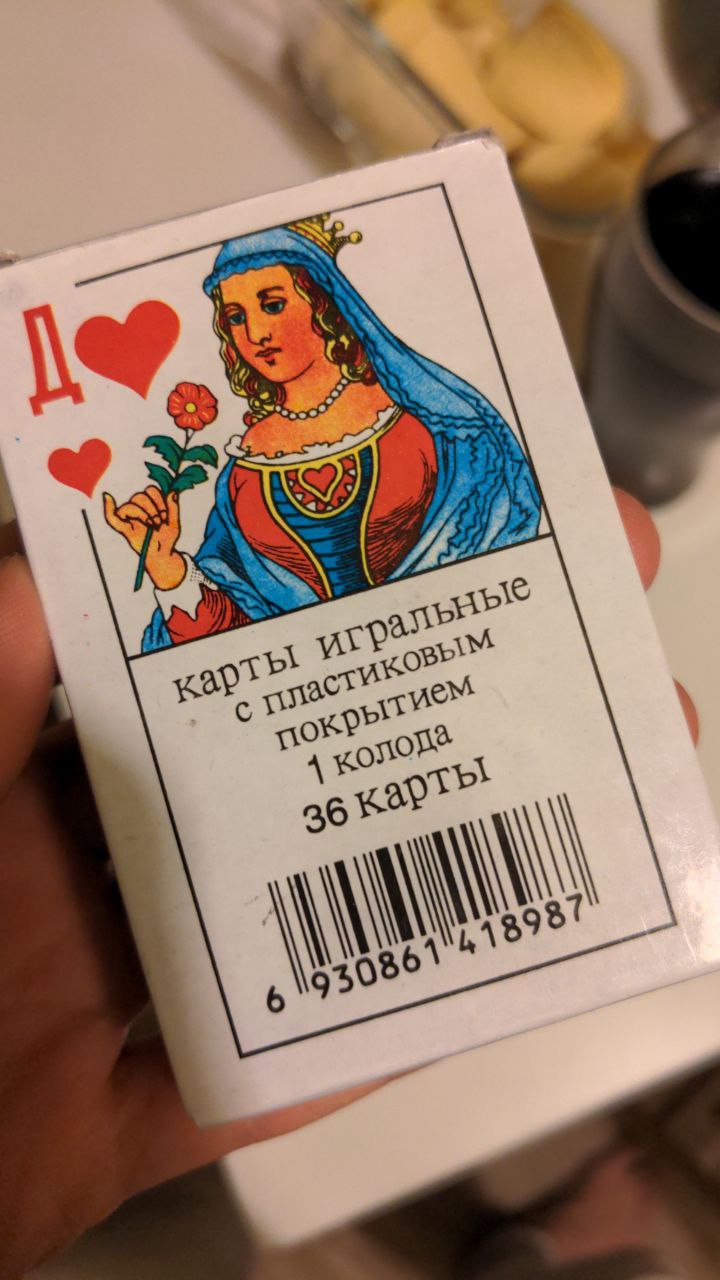 Д
карты игральные
с пластиковым
покрытием
1 колода
36 карты
6 930861 418987